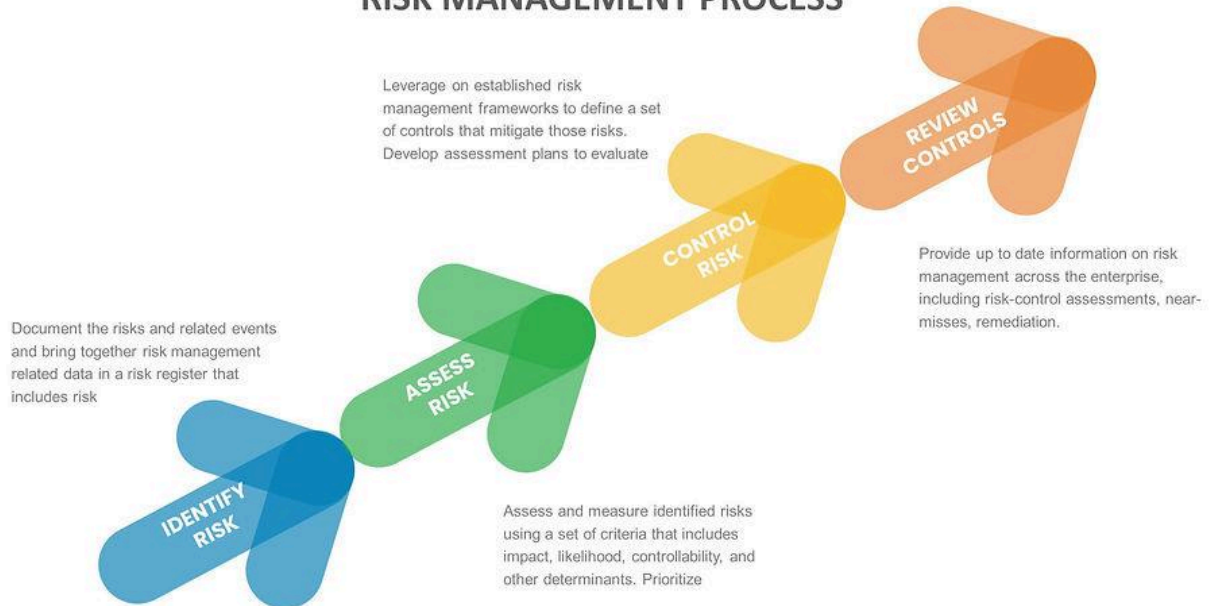 RISK MANAGEMENT PROCESS
Leverage on established risk
management frameworks to define a set
of controls that mitigate those risks.
Develop assessment plans to evaluate
REVIEW
CONTROLS
CONTROL
RISK
Provide up to date information on risk
management across the enterprise,
including risk-control assessments, near-
misses, remediation.
Document the risks and related events
and bring together risk management
related data in a risk register that
includes risk
ASSESS
RISK
IDENTIFY
RISK
Assess and measure identified risks
using a set of criteria that includes
impact, likelihood, controllability, and
other determinants. Prioritize